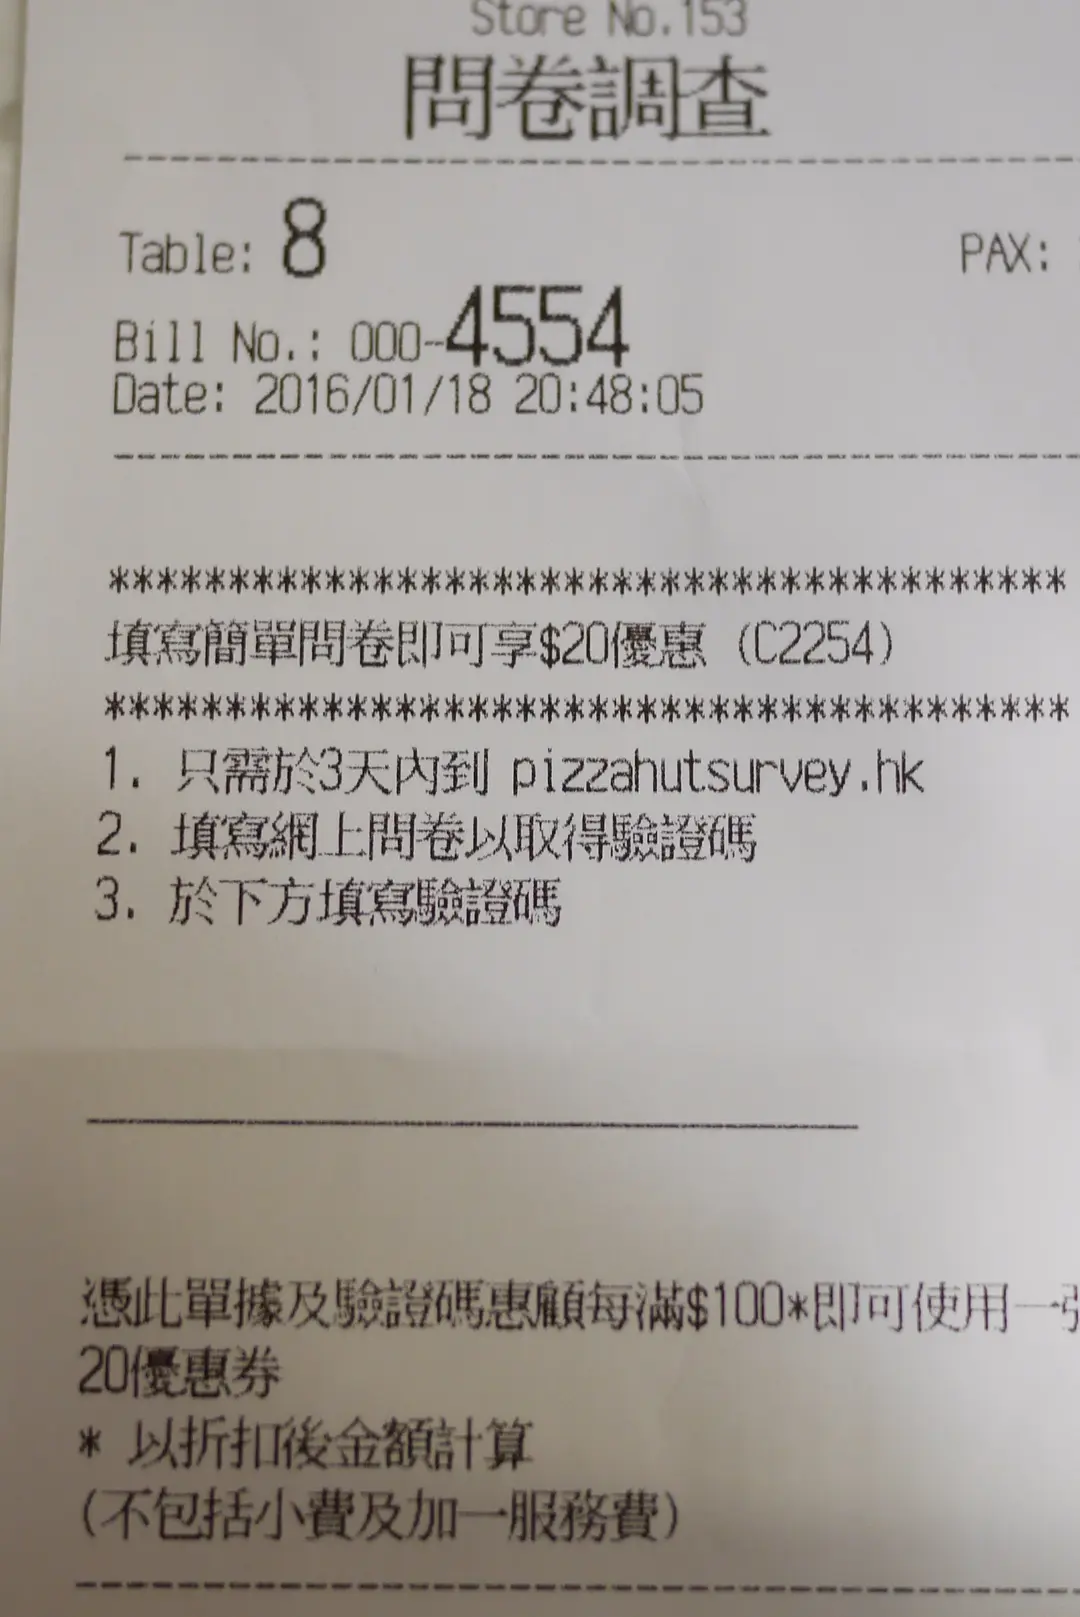 Store No.153
問卷調查
Table: 8 PAX:
Bill No.: 000-4554
Date: 2016/01/18 20:48:05
****************************************
填寫簡單問卷即可享$20優惠 (C2254)
****************************************
1. 只需於3天內到 pizzahutsurvey.hk
2. 填寫網上問卷以取得驗證碼
3. 於下方填寫驗證碼
憑此單據及驗證碼惠顧每滿$100*即可使用一張
20優惠券
* 以折扣後金額計算
(不包括小費及加一服務費)